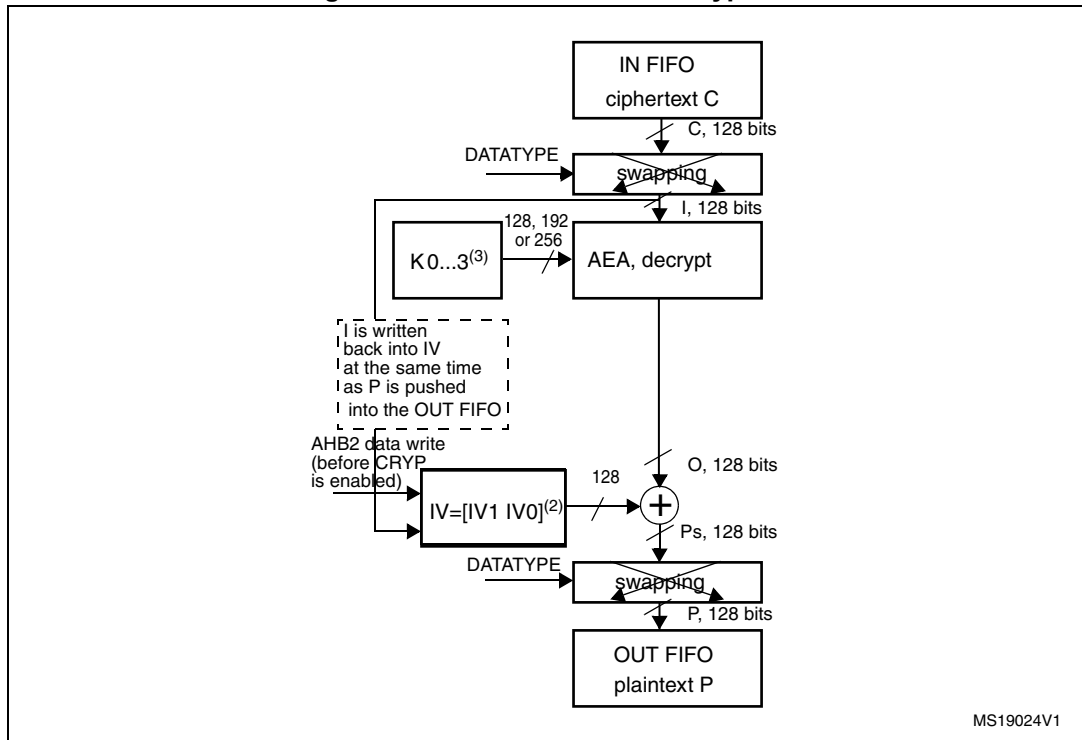 IN FIFO
ciphertext C
C, 128 bits
DATATYPE
swapping
I, 128 bits
128, 192
or 256
K 0...3(3)
AEA, decrypt
I is written
back into IV
at the same time
as P is pushed
into the OUT FIFO
AHB2 data write
(before CRYP
is enabled)
IV=[IV1 IV0](2)
128
O, 128 bits
+
Ps, 128 bits
DATATYPE
swapping
P, 128 bits
OUT FIFO
plaintext P
MS19024V1